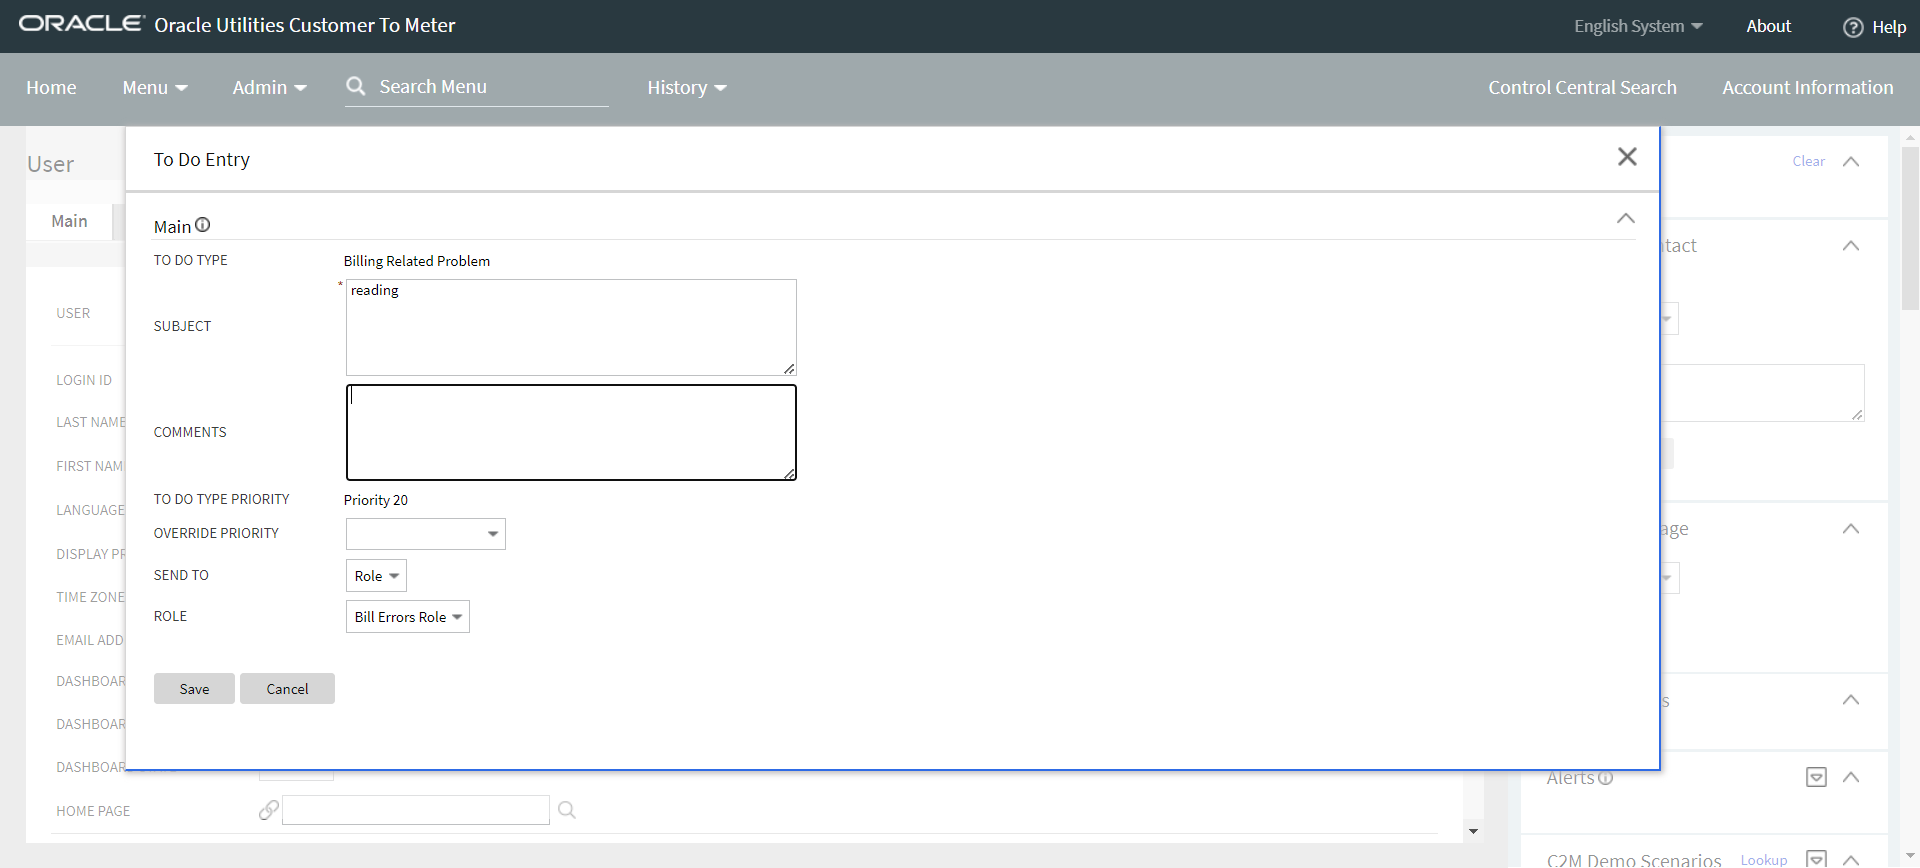 ORACLE Oracle Utilities Customer To Meter English System About Help
Home Menu Admin Search Menu History Control Central Search Account Information
User
To Do Entry
Clear
Main
Main
TO DO TYPE Billing Related Problem
* reading
SUBJECT
COMMENTS
TO DO TYPE PRIORITY Priority 20
OVERRIDE PRIORITY
SEND TO Role
ROLE Bill Errors Role
Save Cancel
USER
LOGIN ID
LAST NAME
FIRST NAM
LANGUAGE
DISPLAY PR
TIME ZONE
EMAIL ADD
DASHBOAR
DASHBOAR
DASHBOAR
HOME PAGE
tact
age
s
Alerts
C2M Demo Scenarios Lookup